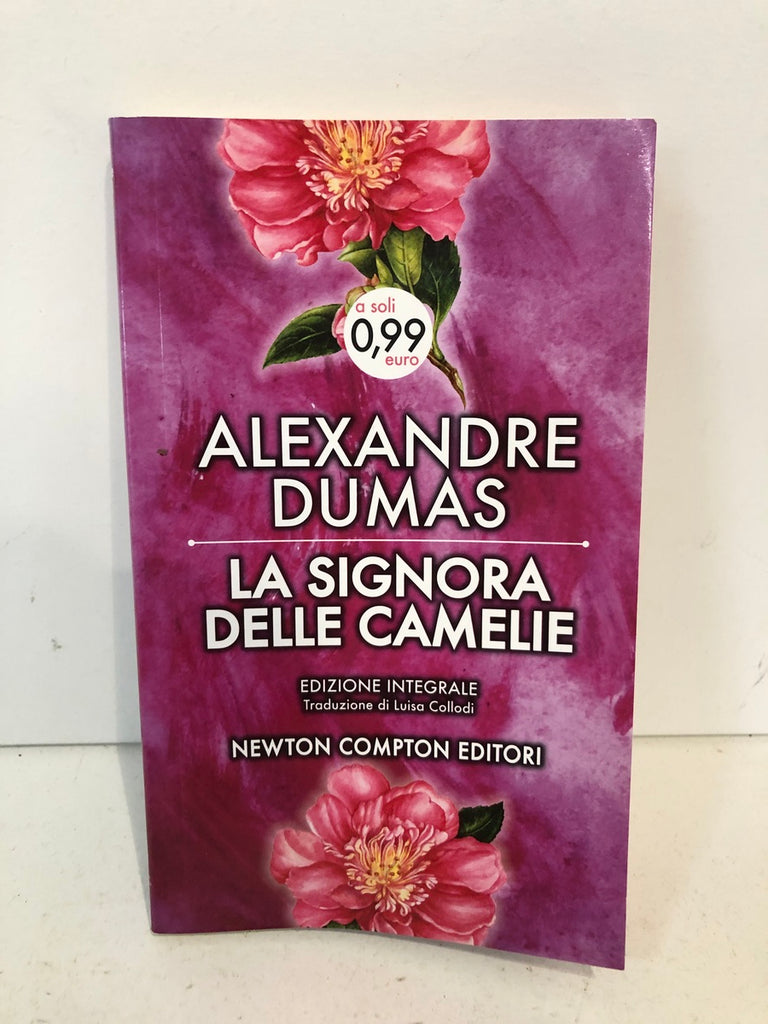 a soli
0,99
euro
ALEXANDRE
DUMAS
LA SIGNORA
DELLE CAMELIE
EDIZIONE INTEGRALE
Traduzione di Luisa Collodi
NEWTON COMPTON EDITORI